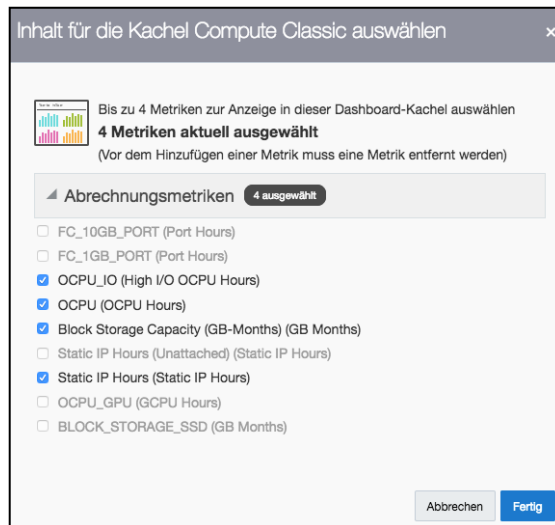 Inhalt für die Kachel Compute Classic auswählen
Bis zu 4 Metriken zur Anzeige in dieser Dashboard-Kachel auswählen
4 Metriken aktuell ausgewählt
(Vor dem Hinzufügen einer Metrik muss eine Metrik entfernt werden)
Abrechnungsmetriken 4 ausgewählt
FC_10GB_PORT (Port Hours)
FC_1GB_PORT (Port Hours)
OCPU_IO (High I/O OCPU Hours)
OCPU (OCPU Hours)
Block Storage Capacity (GB-Months) (GB Months)
Static IP Hours (Unattached) (Static IP Hours)
Static IP Hours (Static IP Hours)
OCPU_GPU (GCPU Hours)
BLOCK_STORAGE_SSD (GB Months)
Abbrechen Fertig